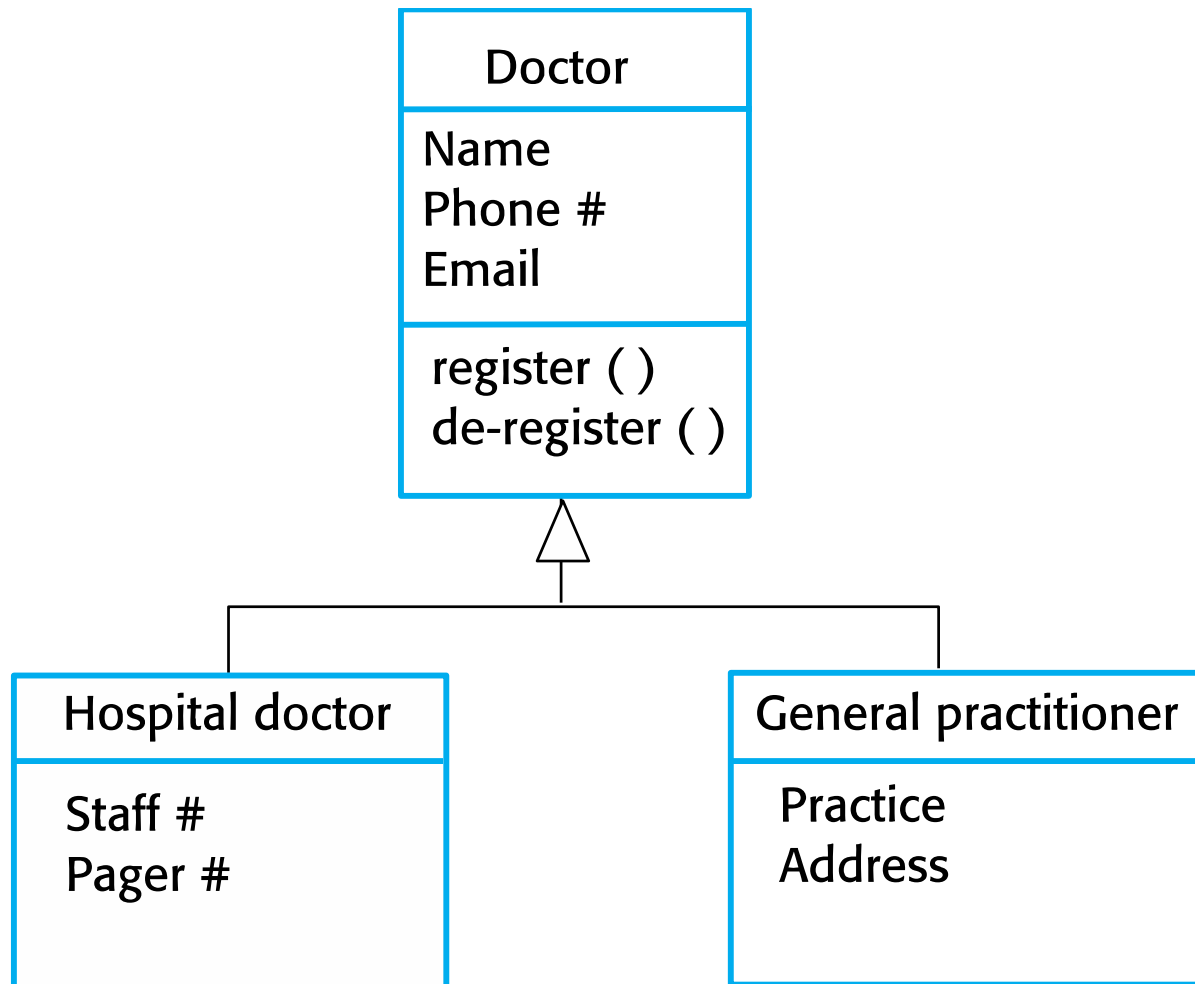 Doctor
Name
Phone #
Email
register ( )
de-register ( )
Hospital doctor
Staff #
Pager #
General practitioner
Practice
Address